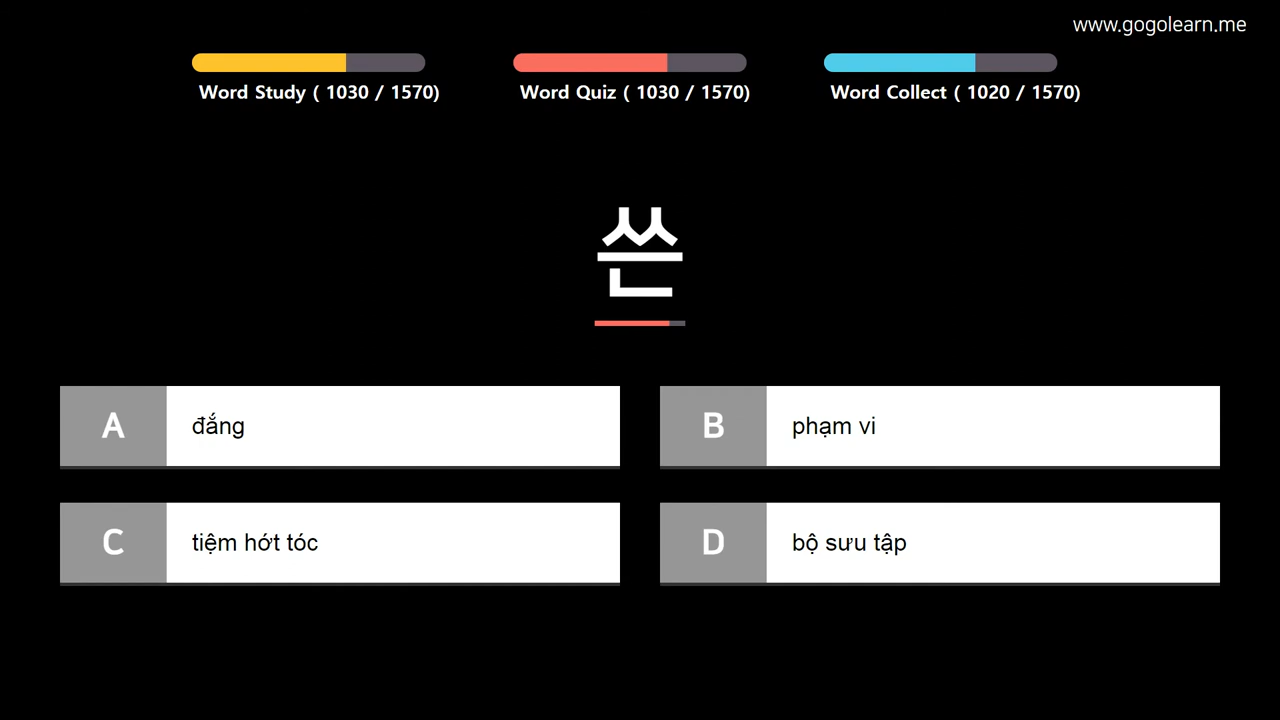 www.gogolearn.me
Word Study ( 1030 / 1570)
Word Quiz ( 1030 / 1570)
Word Collect ( 1020 / 1570)
쓴
A đắng
B phạm vi
C tiệm hớt tóc
D bộ sưu tập